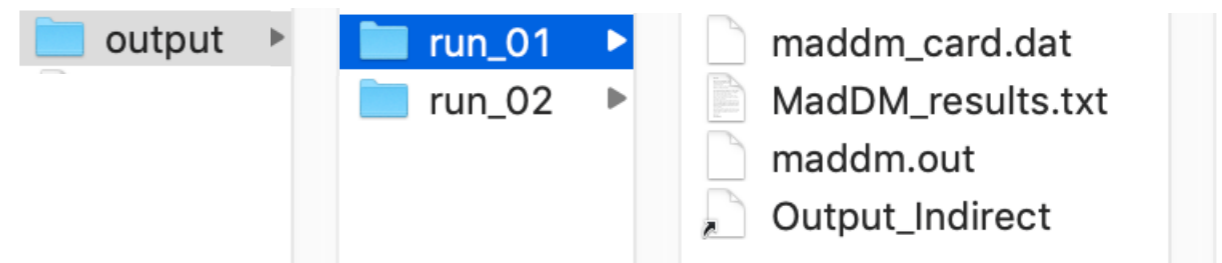 output
run_01
run_02
maddm_card.dat
MadDM_results.txt
maddm.out
Output_Indirect